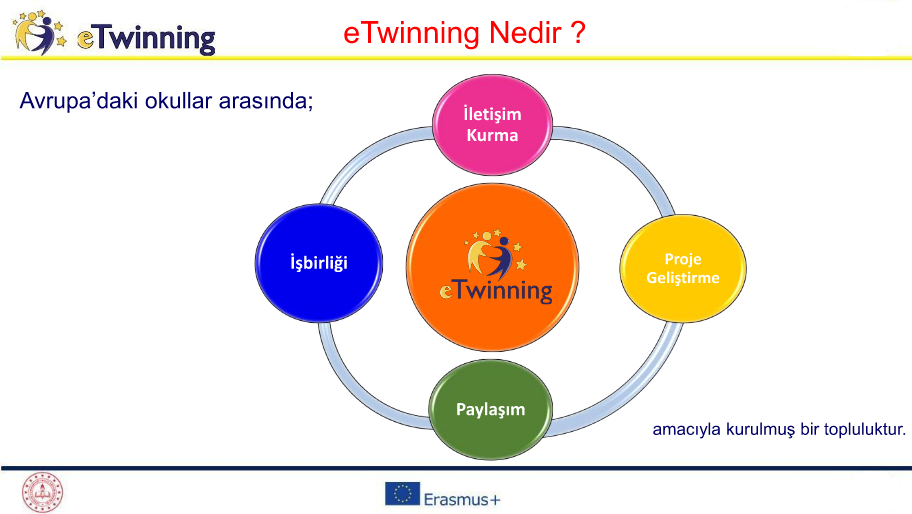 eTwinning
eTwinning Nedir ?
Avrupa’daki okullar arasında;
İletişim
Kurma
İşbirliği
eTwinning
Proje
Geliştirme
Paylaşım
amacıyla kurulmuş bir topluluktur.
Erasmus+